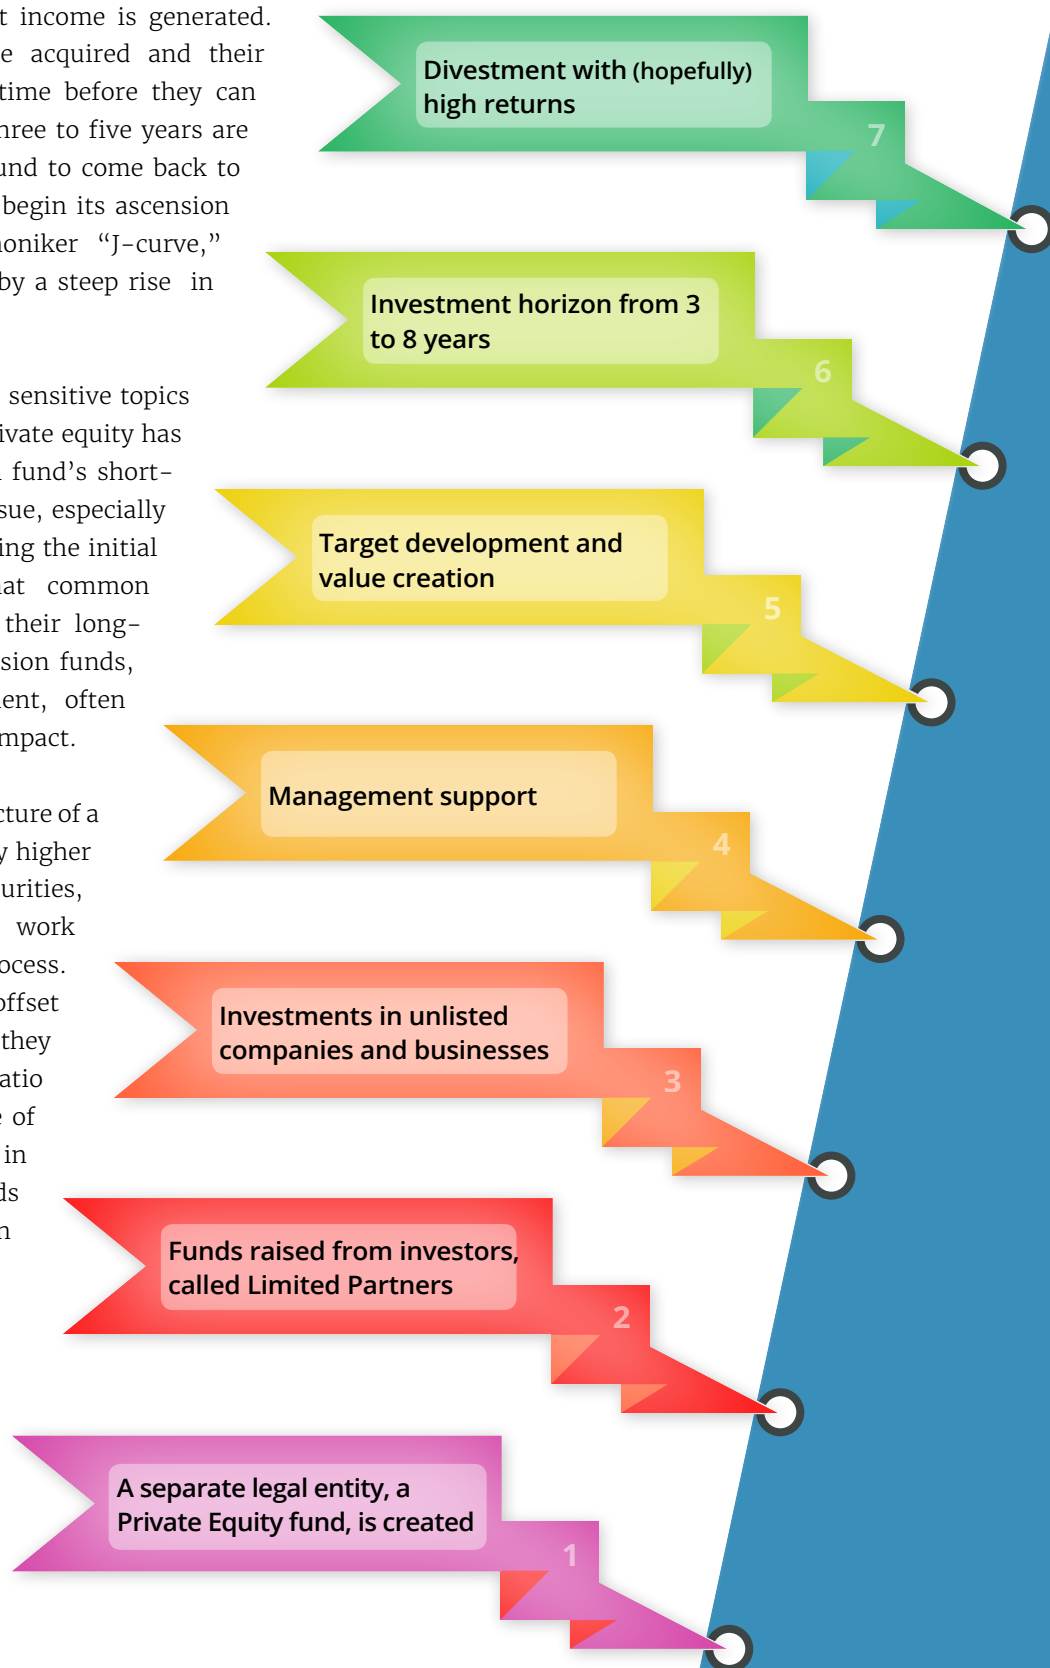 t income is generated.
e acquired and their
time before they can
hree to five years are
und to come back to
begin its ascension
noniker “J-curve,”
by a steep rise in
sensitive topics
ivate equity has
fund’s short-
sue, especially
ing the initial
at common
their long-
sion funds,
ent, often
mpact.
cture of a
y higher
urities,
work
ocess.
offset
they
atio
e of
in
ds
n
Divestment with (hopefully)
high returns
7
Investment horizon from 3
to 8 years
6
Target development and
value creation
5
Management support
4
Investments in unlisted
companies and businesses
3
Funds raised from investors,
called Limited Partners
2
A separate legal entity, a
Private Equity fund, is created
1